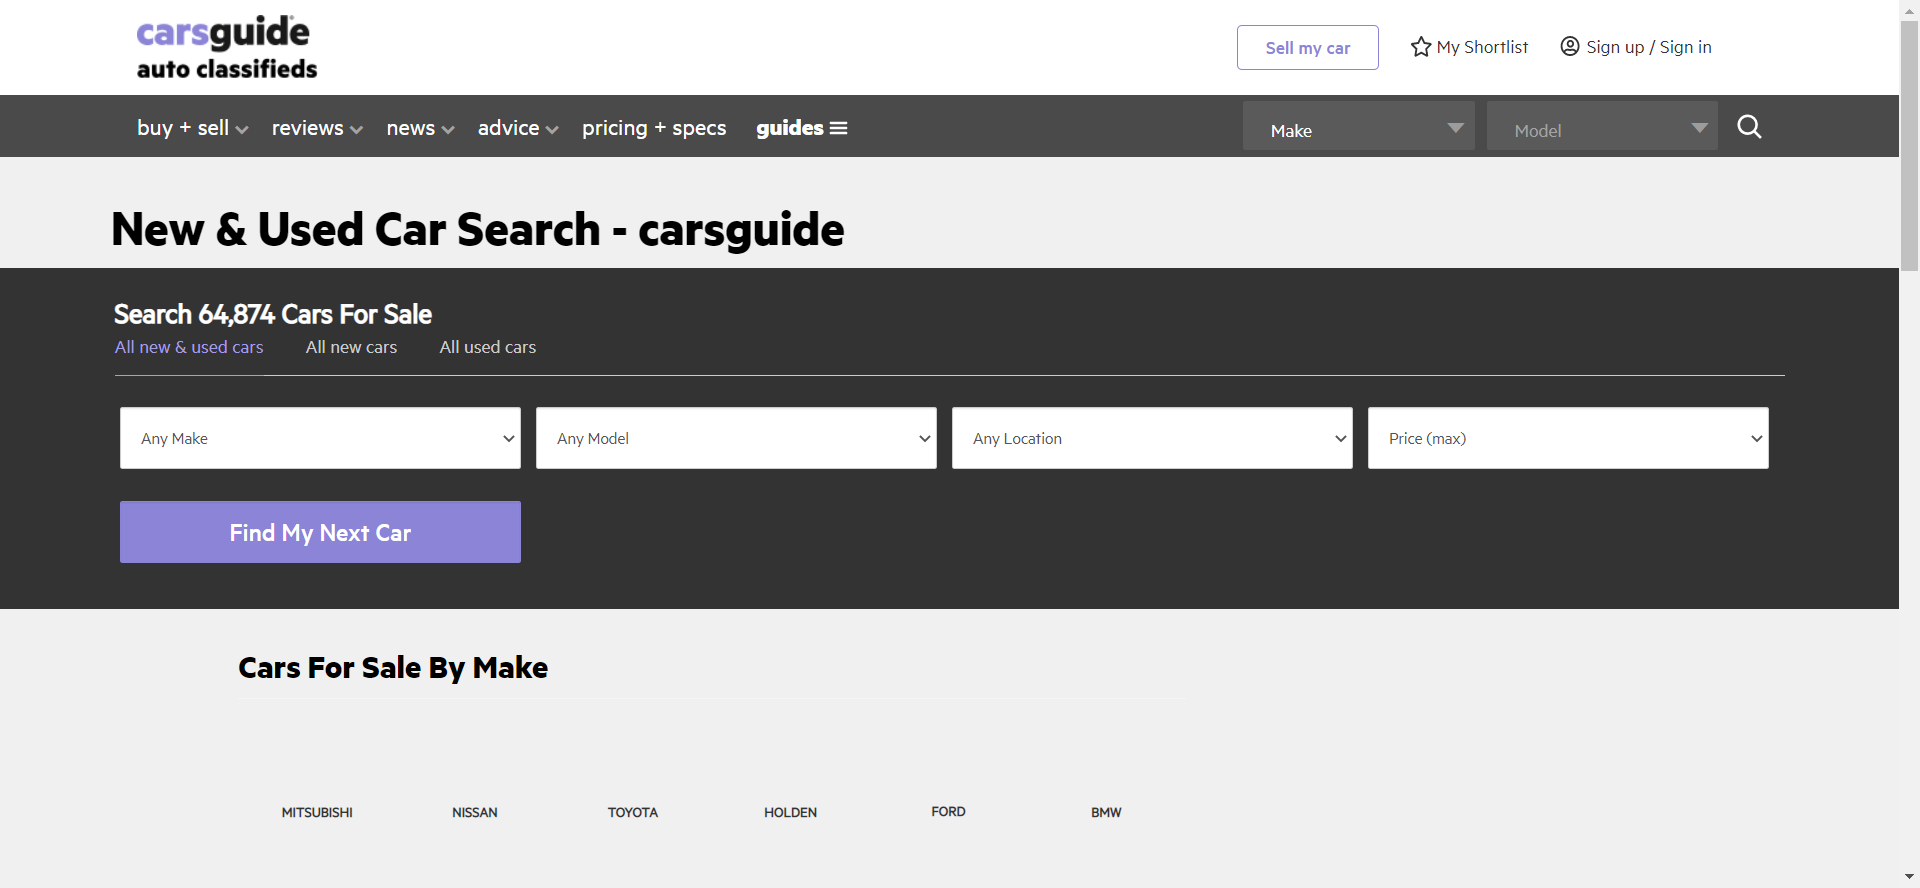 carsguide
auto classifieds
Sell my car
My Shortlist
Sign up / Sign in
buy + sell
reviews
news
advice
pricing + specs
guides
Make
Model
New & Used Car Search - carsguide
Search 64,874 Cars For Sale
All new & used cars
All new cars
All used cars
Any Make
Any Model
Any Location
Price (max)
Find My Next Car
Cars For Sale By Make
MITSUBISHI
NISSAN
TOYOTA
HOLDEN
FORD
BMW